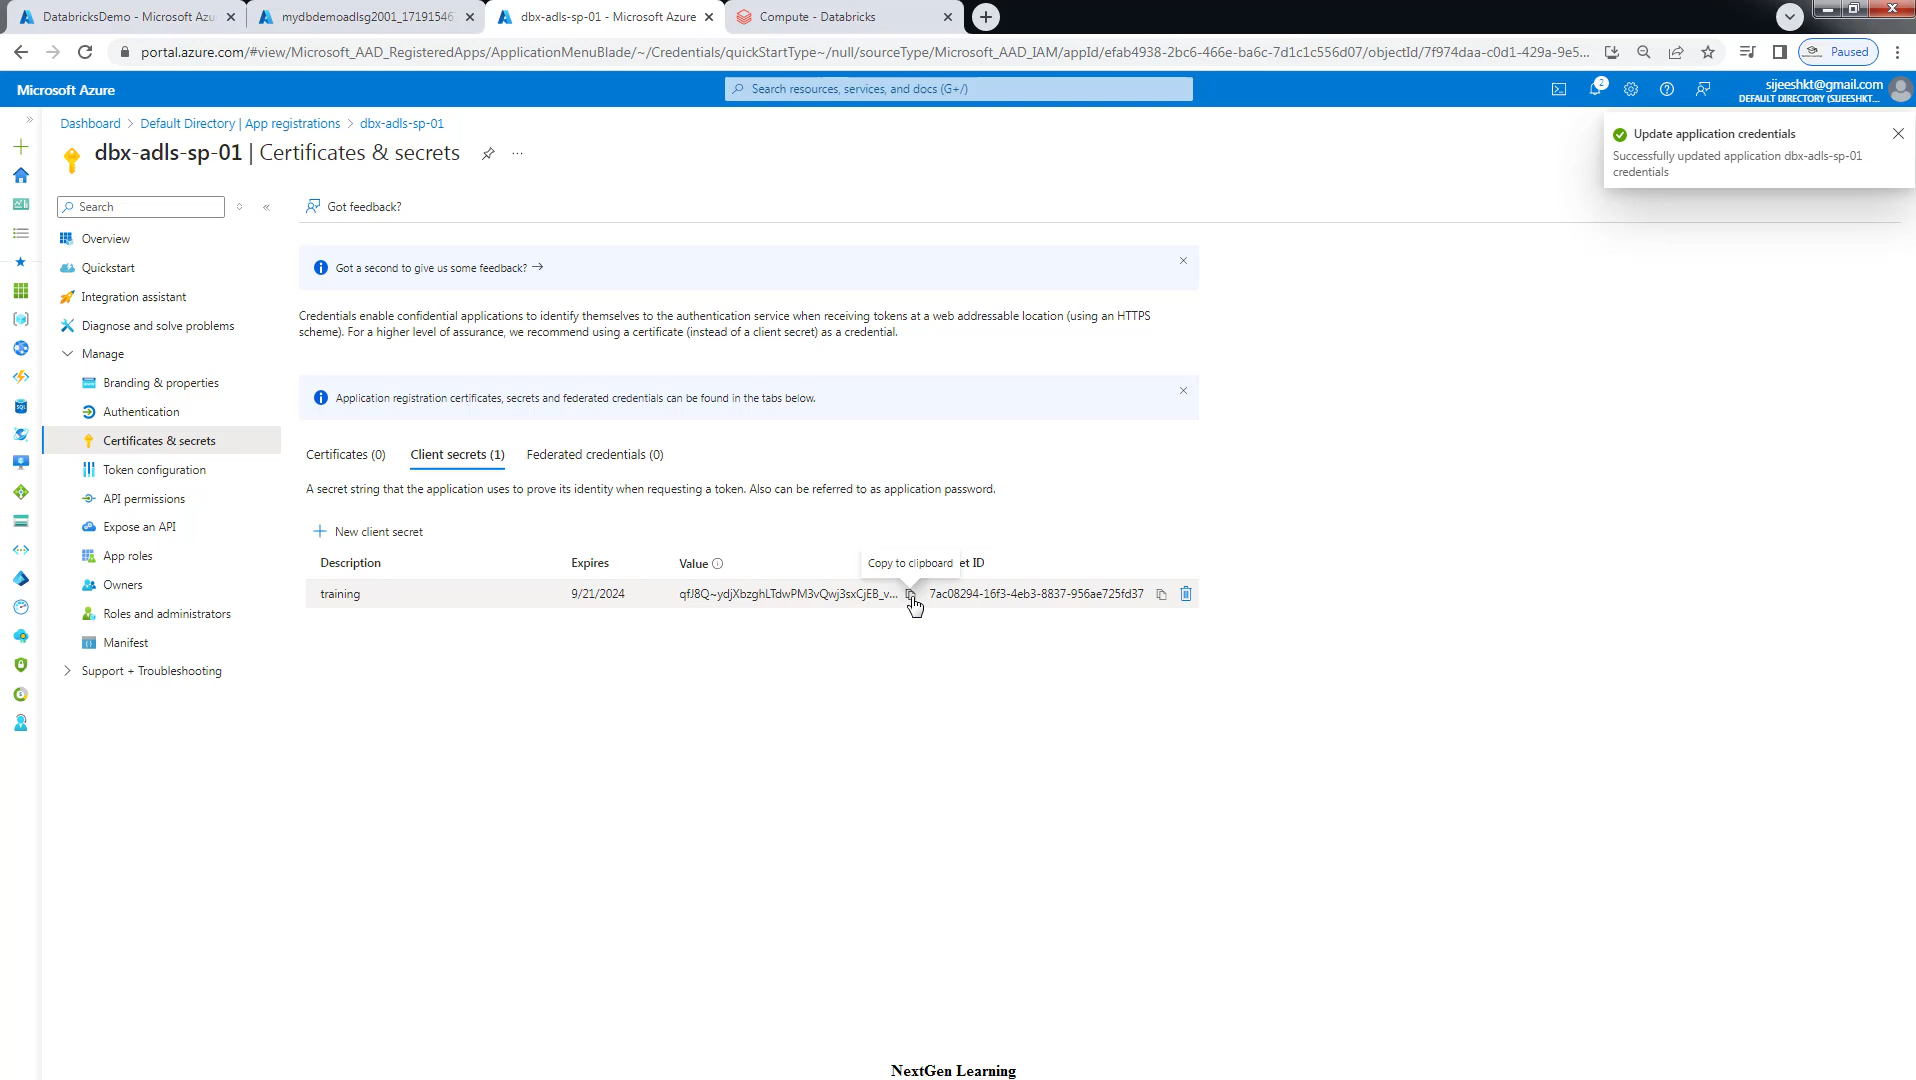 DatabricksDemo - Microsoft Azu
mydbdemoadlsg2001_171915467
dbx-adls-sp-01 - Microsoft Azure
Compute - Databricks
portal.azure.com/#view/Microsoft_AAD_RegisteredApps/ApplicationMenuBlade/~/Credentials/quickStartType~/null/sourceType/Microsoft_AAD_IAM/appId/efab4938-2bc6-466e-ba6c-7d1c1c556d07/objectId/7f974daa-c0d1-429a-9e5...
Paused
Microsoft Azure
Search resources, services, and docs (G+/)
2
sijeeshkt@gmail.com
DEFAULT DIRECTORY (SIJEESHKT...
Dashboard > Default Directory | App registrations > dbx-adls-sp-01
dbx-adls-sp-01 | Certificates & secrets
...
Update application credentials
Successfully updated application dbx-adls-sp-01
credentials
Search
Got feedback?
Overview
Quickstart
Integration assistant
Diagnose and solve problems
Manage
Branding & properties
Authentication
Certificates & secrets
Token configuration
API permissions
Expose an API
App roles
Owners
Roles and administrators
Manifest
Support + Troubleshooting
Got a second to give us some feedback? →
Credentials enable confidential applications to identify themselves to the authentication service when receiving tokens at a web addressable location (using an HTTPS
scheme). For a higher level of assurance, we recommend using a certificate (instead of a client secret) as a credential.
Application registration certificates, secrets and federated credentials can be found in the tabs below.
Certificates (0)
Client secrets (1)
Federated credentials (0)
A secret string that the application uses to prove its identity when requesting a token. Also can be referred to as application password.
New client secret
Description
Expires
Value
Copy to clipboard
et ID
training
9/21/2024
qfJ8Q~ydjXbzghLTdwPM3vQwj3sxCjEB_v...
7ac08294-16f3-4eb3-8837-956ae725fd37
NextGen Learning